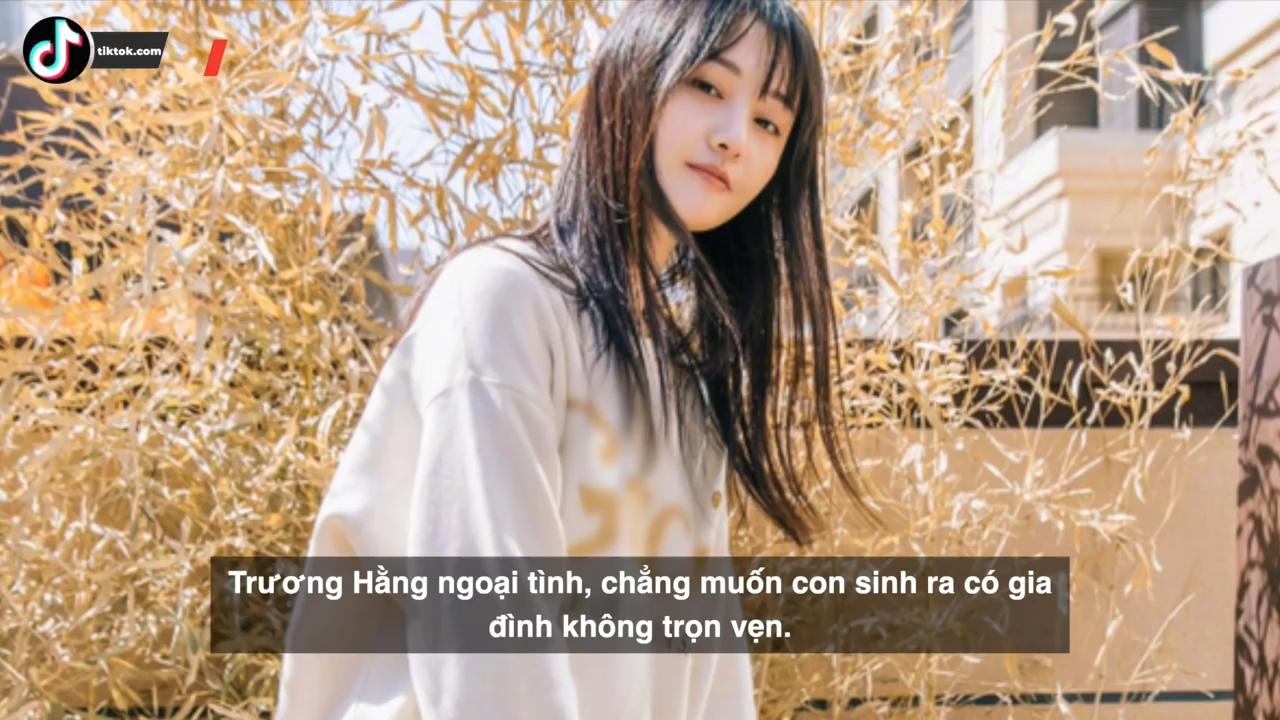 tiktok.com
Trương Hằng ngoại tình, chẳng muốn con sinh ra có gia
đình không trọn vẹn.